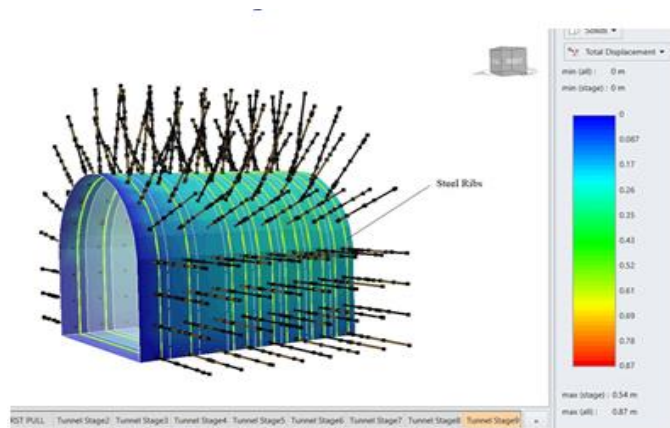 Solids
Total Displacement
min (all) : 0 m
min (stage) : 0 m
0
0.087
0.17
0.26
0.35
0.43
0.52
0.61
0.69
0.78
0.87
max (stage) : 0.54 m
max (all) : 0.87 m
Steel Ribs
RST PULL Tunnel Stage2 Tunnel Stage3 Tunnel Stage4 Tunnel Stage5 Tunnel Stage6 Tunnel Stage7 Tunnel Stage8 Tunnel Stage9